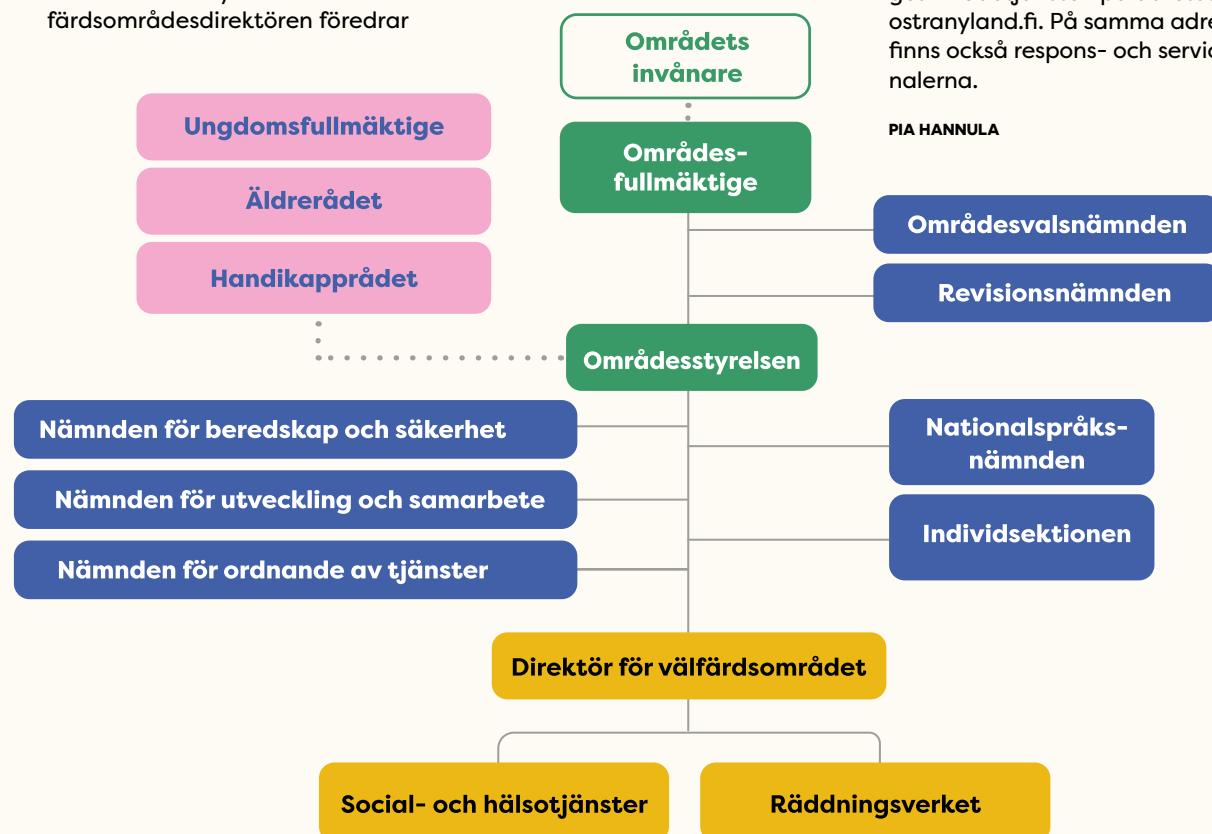 färdsområdesdirektören föredrar
ostranyland.fi. På samma
finns också respons- och
nalerna.
PIA HANNULA
Områdets
invånare
Områdes-
fullmäktige
Ungdomsfullmäktige
Äldrerådet
Handikapprådet
Områdesvalsnämnden
Revisionsnämnden
Områdesstyrelsen
Nämnden för beredskap och säkerhet
Nämnden för utveckling och samarbete
Nämnden för ordnande av tjänster
Nationalspråks-
nämnden
Individsektionen
Direktör för välfärdsområdet
Social- och hälsotjänster
Räddningsverket